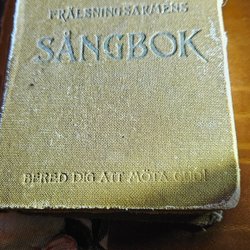 FRÄLSNINGSARMÉNS
SÅNGBOK
BERED DIG ATT MÖTA GUD!